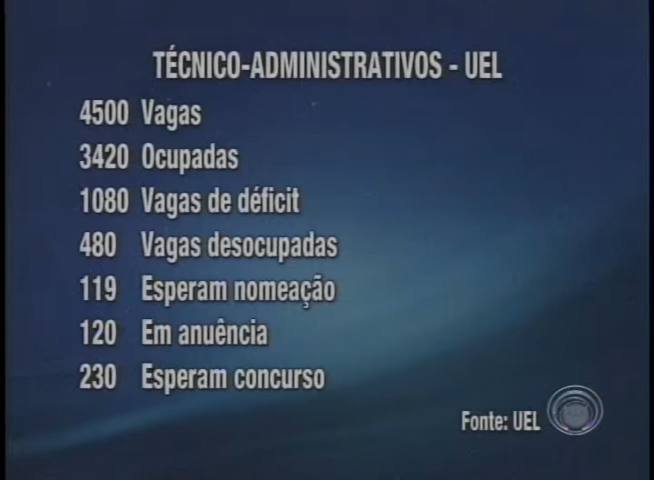 TÉCNICO-ADMINISTRATIVOS - UEL
4500 Vagas
3420 Ocupadas
1080 Vagas de déficit
480 Vagas desocupadas
119 Esperam nomeação
120 Em anuência
230 Esperam concurso
Fonte: UEL